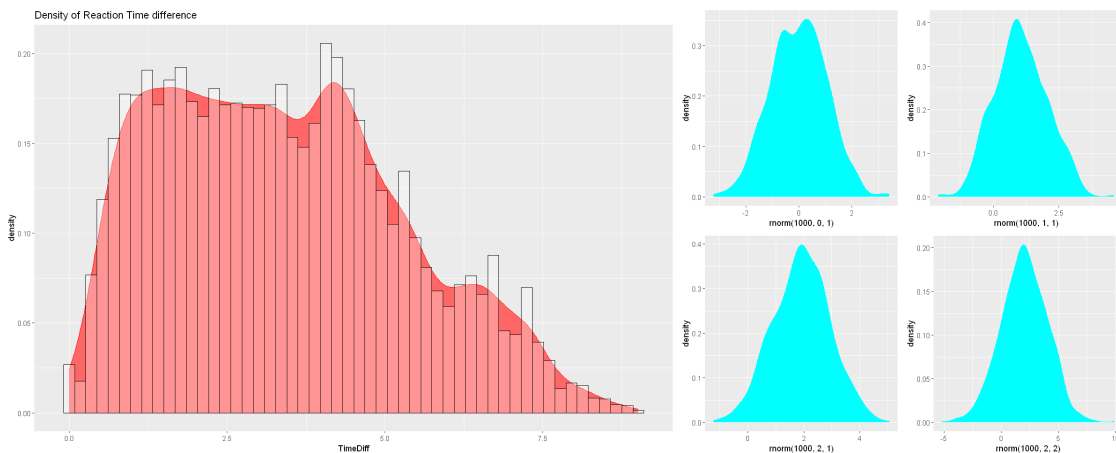 Density of Reaction Time difference
density
0.20
0.15
0.10
0.05
0.00
0.0 2.5 5.0 7.5
TimeDiff
density
0.3
0.2
0.1
0.0
-2 0 2
rnorm(1000, 0, 1)
density
0.4
0.3
0.2
0.1
0.0
0.0 2.5
rnorm(1000, 1, 1)
density
0.4
0.3
0.2
0.1
0.0
0 2 4
rnorm(1000, 2, 1)
density
0.20
0.15
0.10
0.05
0.00
-5 0 5 10
rnorm(1000, 2, 2)